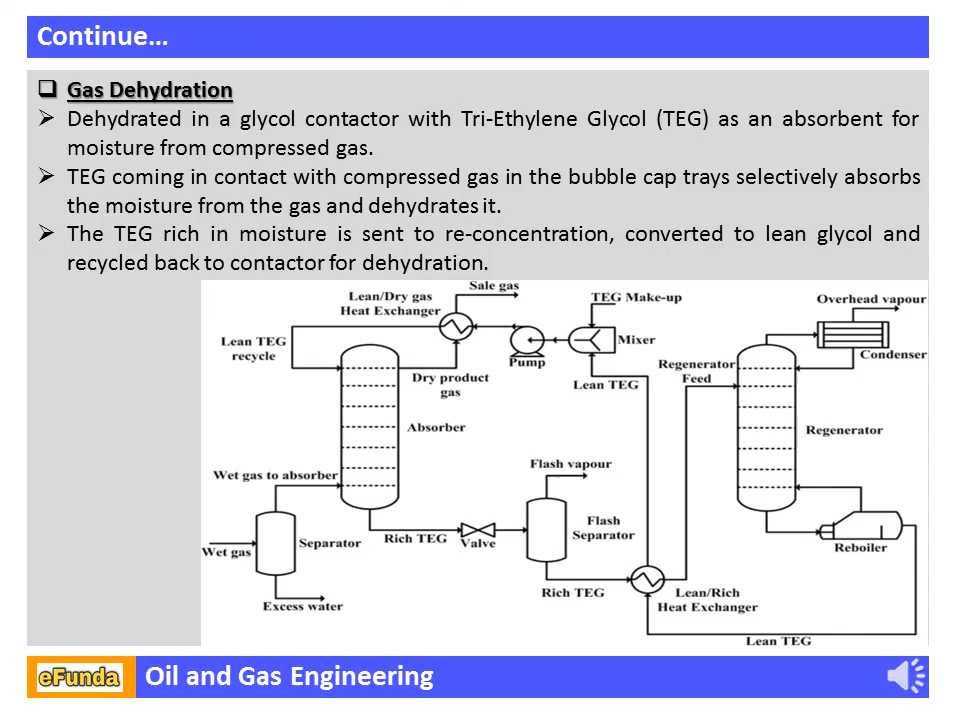 Continue…
Gas Dehydration
Dehydrated in a glycol contactor with Tri-Ethylene Glycol (TEG) as an absorbent for
moisture from compressed gas.
TEG coming in contact with compressed gas in the bubble cap trays selectively absorbs
the moisture from the gas and dehydrates it.
The TEG rich in moisture is sent to re-concentration, converted to lean glycol and
recycled back to contactor for dehydration.
Sale gas
Lean/Dry gas
Heat Exchanger
TEG Make-up
Overhead vapour
Lean TEG
recycle
Pump
Mixer
Condenser
Dry product
gas
Lean TEG
Regenerator
Feed
Absorber
Regenerator
Wet gas to absorber
Flash vapour
Wet gas
Separator
Rich TEG
Valve
Flash
Separator
Reboiler
Excess water
Rich TEG
Lean/Rich
Heat Exchanger
Lean TEG
eFunda
Oil and Gas Engineering